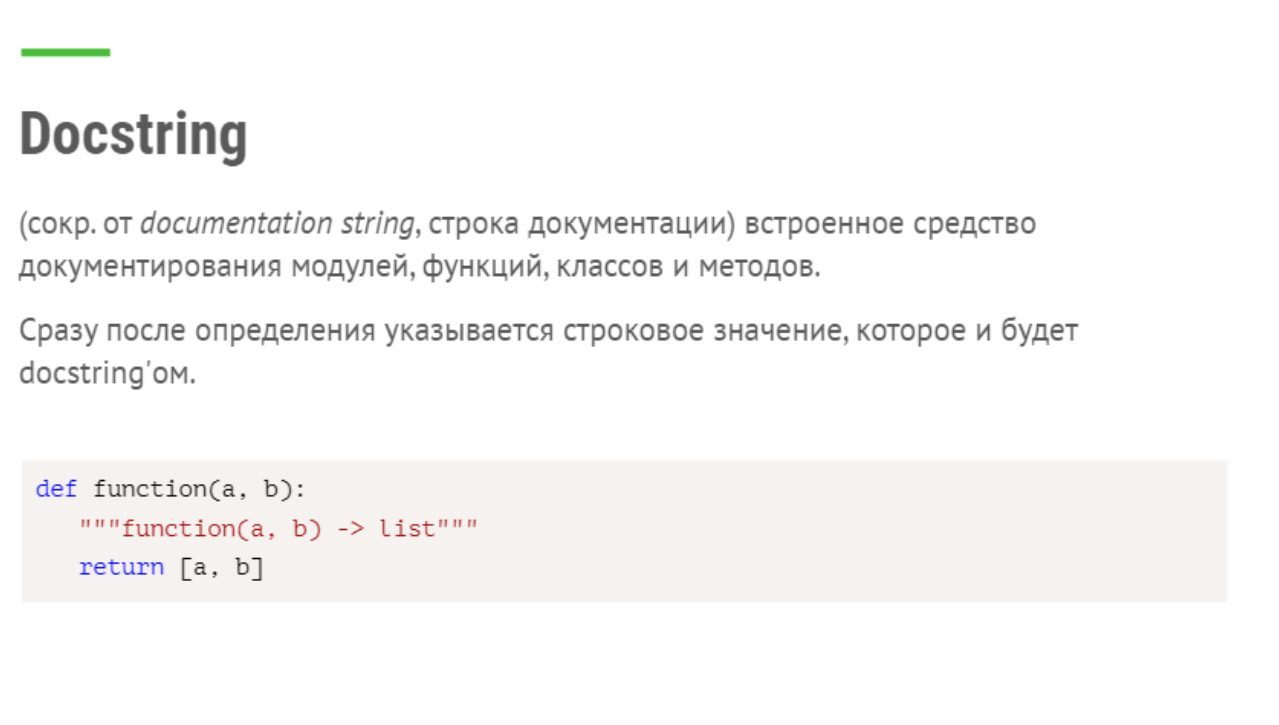 Docstring
(сокр. от documentation string, строка документации) встроенное средство
документирования модулей, функций, классов и методов.
Сразу после определения указывается строковое значение, которое и будет
docstring'ом.
def function(a, b):
   """function(a, b) -> list"""
   return [a, b]